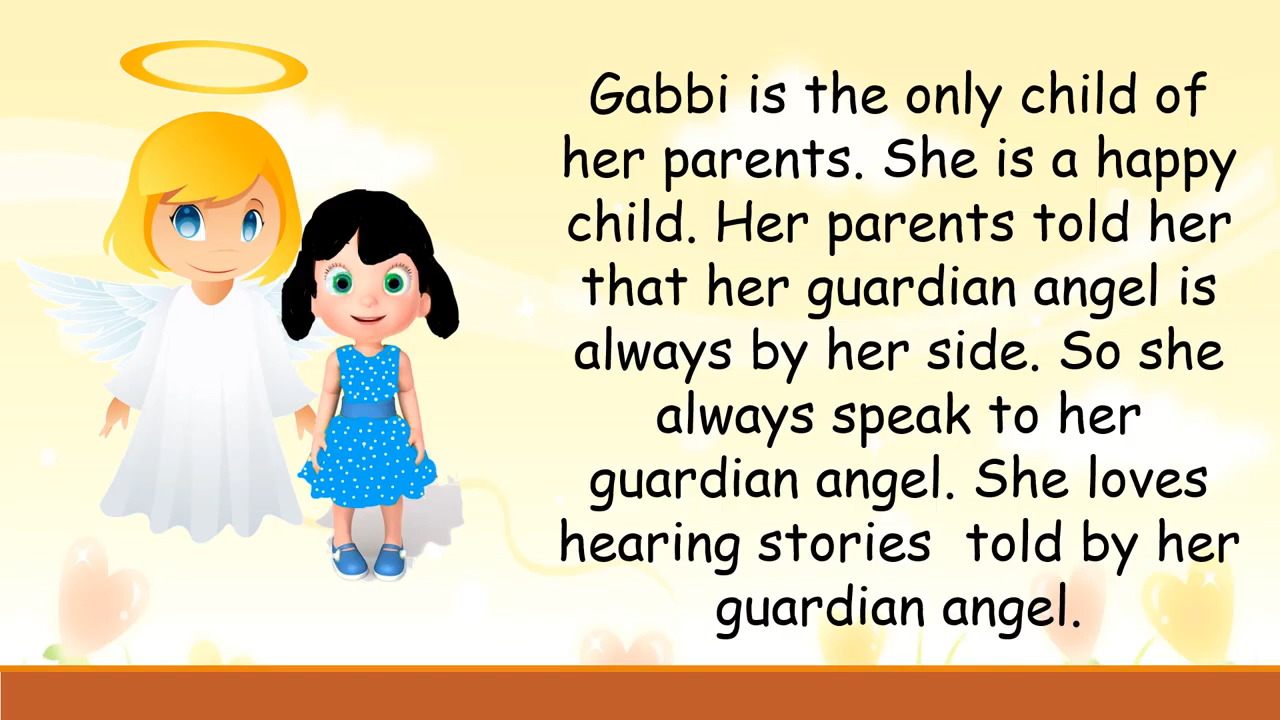 Gabbi is the only child of
her parents. She is a happy
child. Her parents told her
that her guardian angel is
always by her side. So she
always speak to her
guardian angel. She loves
hearing stories  told by her
guardian angel.